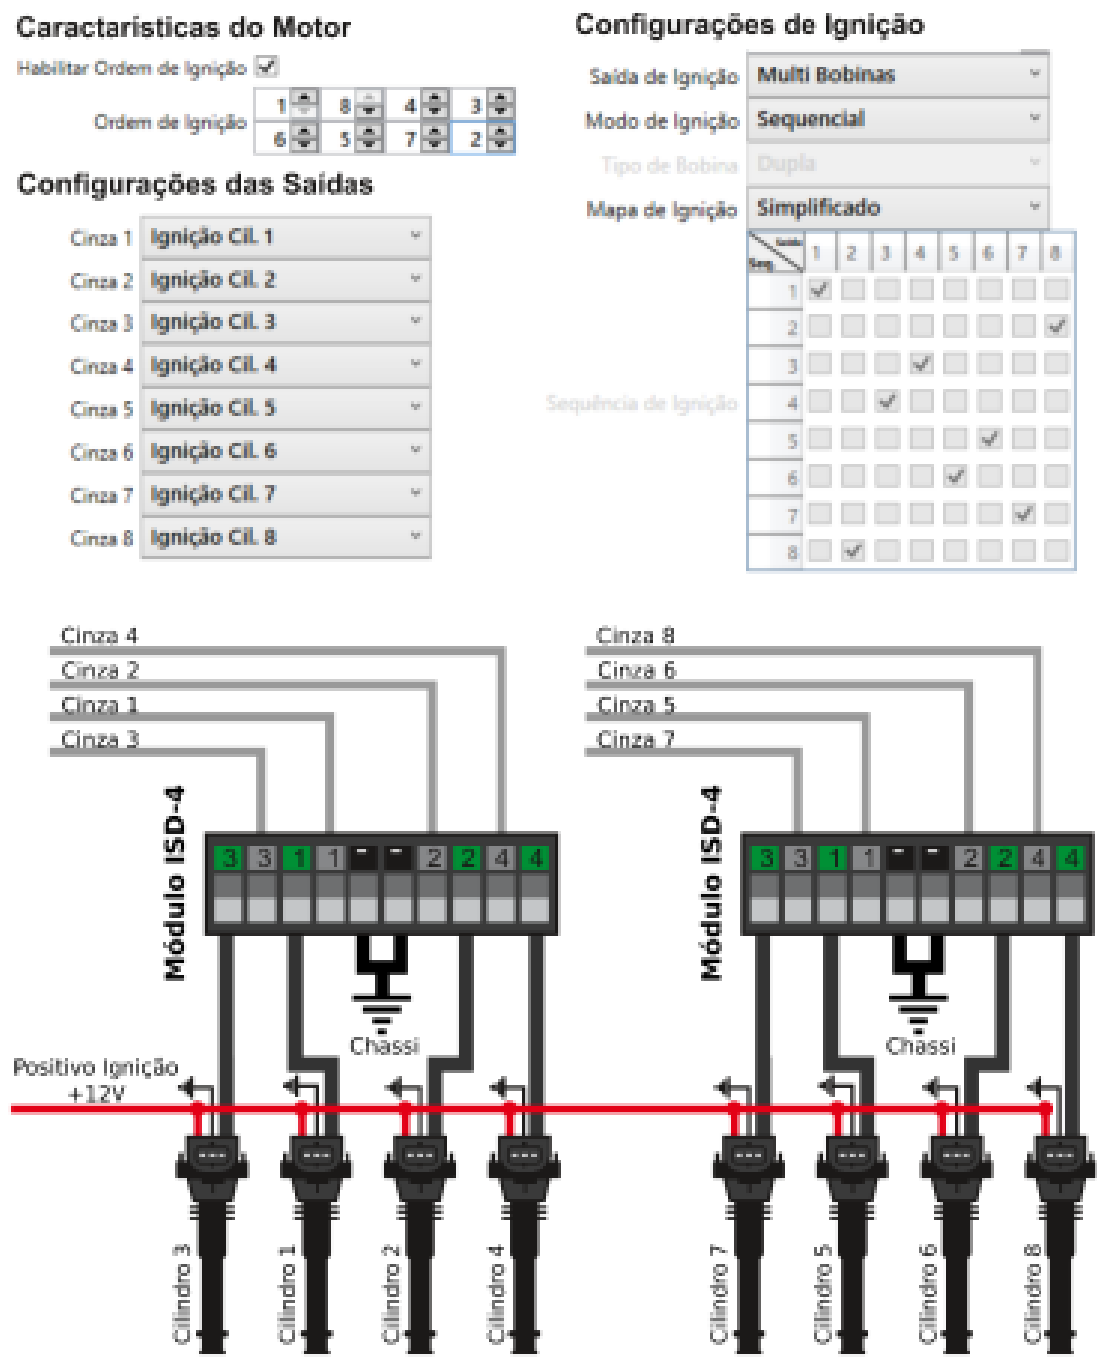 Caractarísticas do Motor
Habilitar Ordem de Ignição
Ordem de Ignição
1 8 4 3
6 5 7 2
Configurações das Saídas
Cinza 1 Ignição Cil. 1
Cinza 2 Ignição Cil. 2
Cinza 3 Ignição Cil. 3
Cinza 4 Ignição Cil. 4
Cinza 5 Ignição Cil. 5
Cinza 6 Ignição Cil. 6
Cinza 7 Ignição Cil. 7
Cinza 8 Ignição Cil. 8
Configurações de Ignição
Saída de Ignição Multi Bobinas
Modo de Ignição Sequencial
Tipo de Bobina Dupla
Mapa de Ignição Simplificado
Saída
Seq.
1 2 3 4 5 6 7 8
1
2
3
Sequência de Ignição 4
5
6
7
8
Cinza 4
Cinza 2
Cinza 1
Cinza 3
Módulo ISD-4
3 3 1 1 2 2 4 4
Chassi
Positivo Ignição
+12V
Cilindro 3
Cilindro 1
Cilindro 2
Cilindro 4
Cinza 8
Cinza 6
Cinza 5
Cinza 7
Módulo ISD-4
3 3 1 1 2 2 4 4
Chassi
Cilindro 7
Cilindro 5
Cilindro 6
Cilindro 8